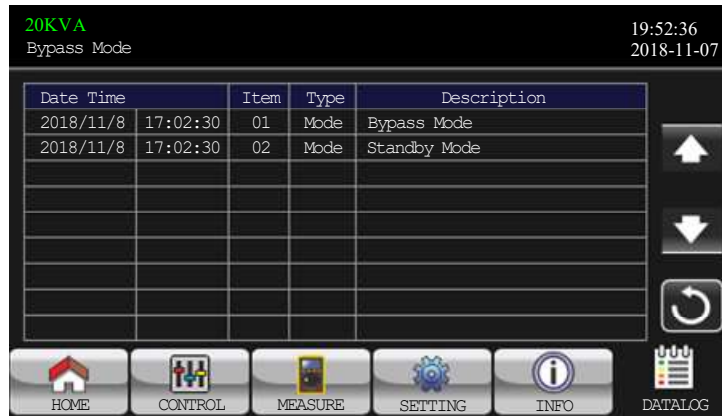 20KVA
19:52:36
Bypass Mode
2018-11-07
Date Time Item Type Description
2018/11/8 17:02:30 01 Mode Bypass Mode
2018/11/8 17:02:30 02 Mode Standby Mode
HOME CONTROL MEASURE SETTING INFO DATALOG